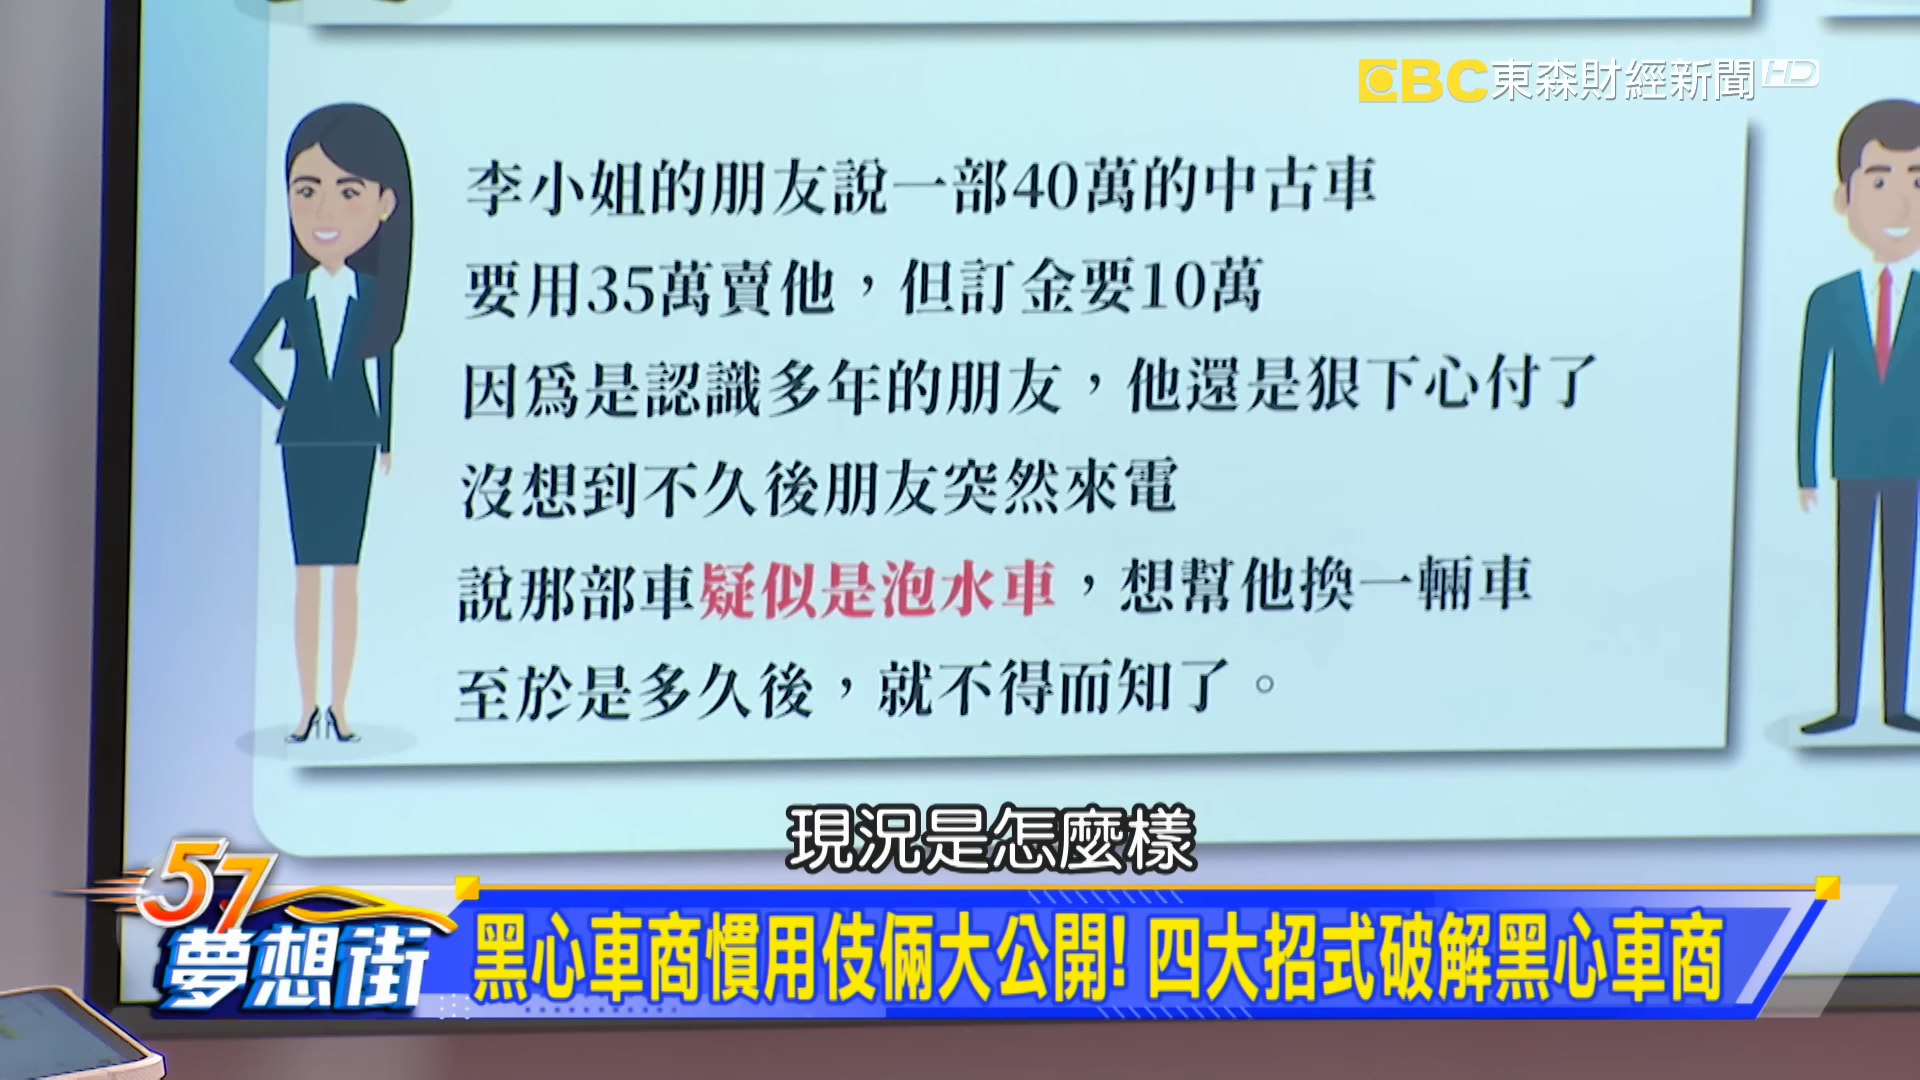 EBC東森財經新聞HD
李小姐的朋友說一部40萬的中古車
要用35萬賣他，但訂金要10萬
因為是認識多年的朋友，他還是狠下心付了
沒想到不久後朋友突然來電
說那部車疑似是泡水車，想幫他換一輛車
至於是多久後，就不得而知了。
現況是怎麼樣
57
夢想街
黑心車商慣用伎倆大公開! 四大招式破解黑心車商